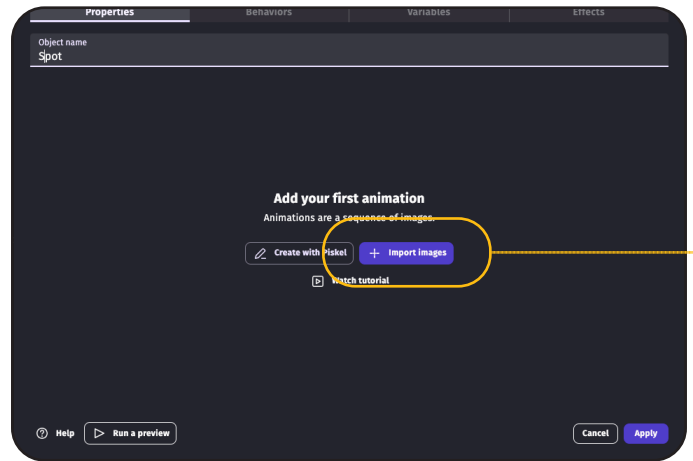 Properties Behaviors Variables Effects
Object name
Spot
Add your first animation
Animations are a sequence of images.
Create with Piskel + Import images
Watch tutorial
? Help Run a preview Cancel Apply